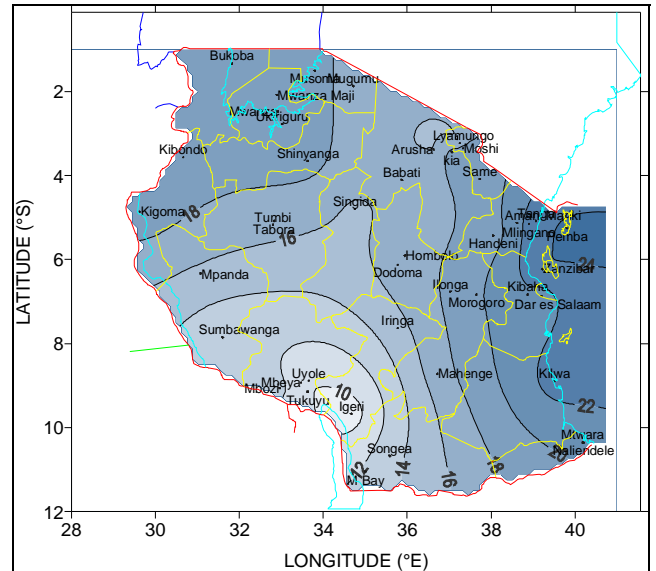 Bukoba
2
Musoma Mugumu
Mwanza Maji
Mwanza
Ukiriguru
Lyamungo
Kibondo
Shinyanga
Arusha
Moshi
kia
4
Babati
Same
18
Singida
Kigoma
Tumbi
Tabora
16
Mlingano
Handeni
Pemba
6
Mpanda
Hombolo
Dodoma
24
Zanzibar
Ilonga
Kibaha
Morogoro
Dar es Salaam
Sumbawanga
Iringa
8
Uyole
Mbeya
Mbozi
Tukuyu
10
Igeri
Mahenge
Kilwa
22
10
Songea
Mtwara
Naliendele
M Bay
12
14
16
18
20
12
28
30
32
34
36
38
40
LONGITUDE (°E)
LATITUDE (°S)